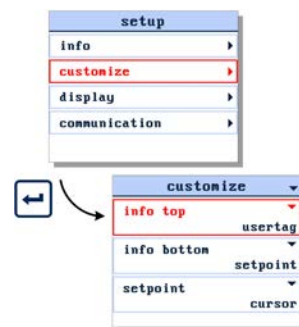 setup
info
customize
display
communication
customize
info top
usertag
info bottom
setpoint
setpoint
cursor